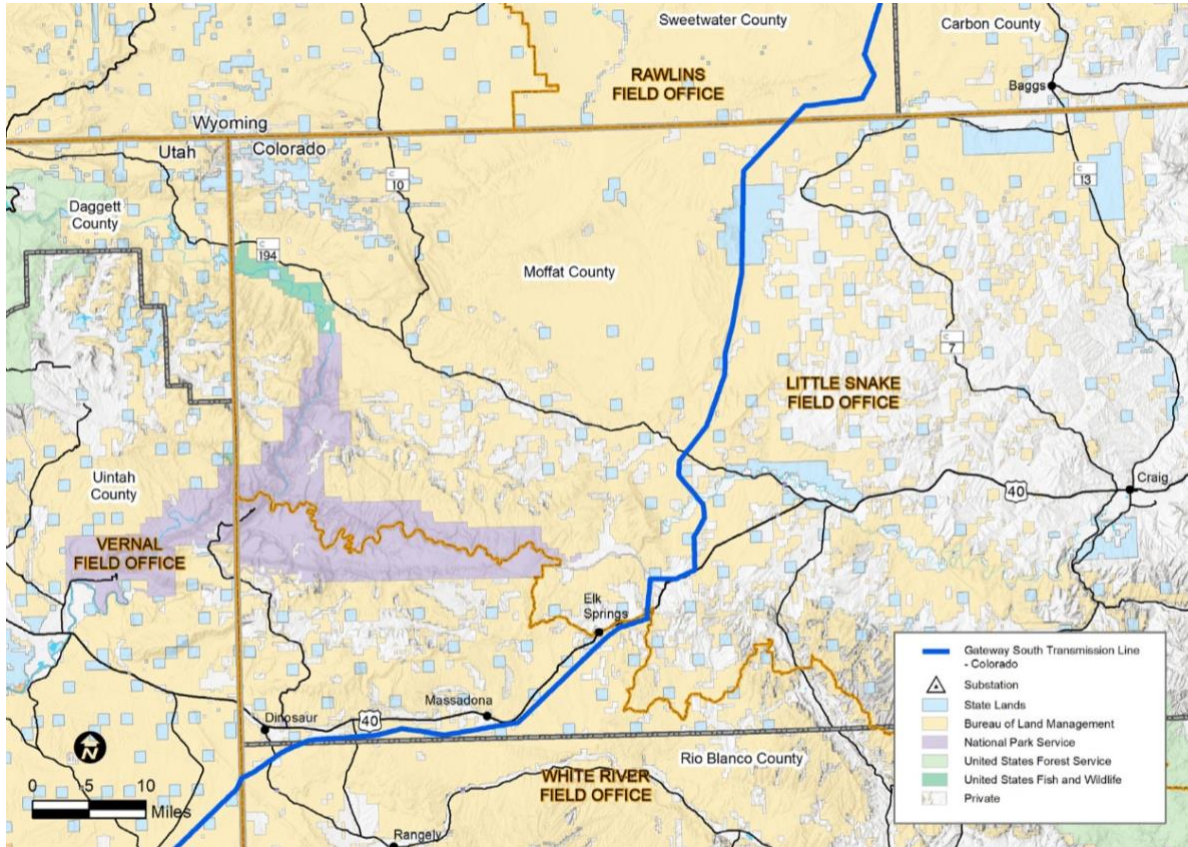 Sweetwater County
Carbon County
RAWLINS
FIELD OFFICE
Baggs
Wyoming
Utah
Colorado
C
10
C
13
Daggett
County
C
194
Moffat County
C
7
LITTLE SNAKE
FIELD OFFICE
Uintah
County
40
Craig
VERNAL
FIELD OFFICE
Elk
Springs
Massadona
Dinosaur
40
Rio Blanco County
WHITE RIVER
FIELD OFFICE
Rangely
N
0 5 10
Miles
Gateway South Transmission Line
- Colorado
Substation
State Lands
Bureau of Land Management
National Park Service
United States Forest Service
United States Fish and Wildlife
Private